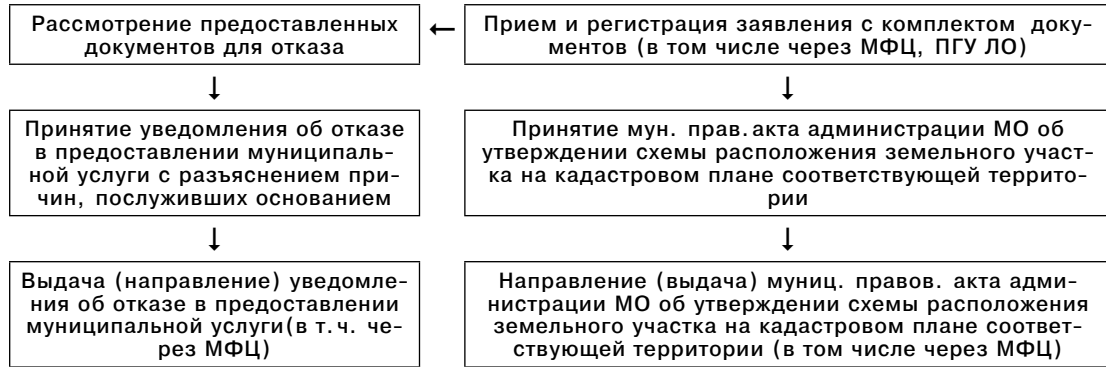 Рассмотрение предоставленных
документов для отказа
←
Прием и регистрация заявления с комплектом доку-
ментов (в том числе через МФЦ, ПГУ ЛО)
↓
↓
Принятие уведомления об отказе
в предоставлении муниципаль-
ной услуги с разъяснением при-
чин, послуживших основанием
Принятие мун. прав.акта администрации МО об
утверждении схемы расположения земельного участ-
ка на кадастровом плане соответствующей террито-
рии
↓
↓
Выдача (направление) уведомле-
ния об отказе в предоставлении
муниципальной услуги(в т.ч. че-
рез МФЦ)
Направление (выдача) муниц. правов. акта адми-
нистрации МО об утверждении схемы расположения
земельного участка на кадастровом плане соответ-
ствующей территории (в том числе через МФЦ)